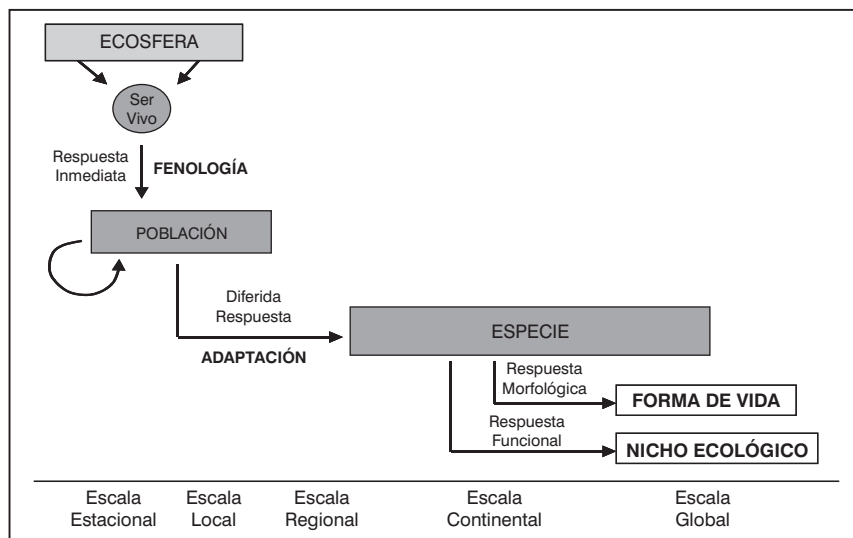 ECOSFERA
Ser
Vivo
Respuesta
Inmediata
FENOLOGÍA
POBLACIÓN
Diferida
Respuesta
ADAPTACIÓN
ESPECIE
Respuesta
Morfológica
FORMA DE VIDA
Respuesta
Funcional
NICHO ECOLÓGICO
Escala
Estacional
Escala
Local
Escala
Regional
Escala
Continental
Escala
Global